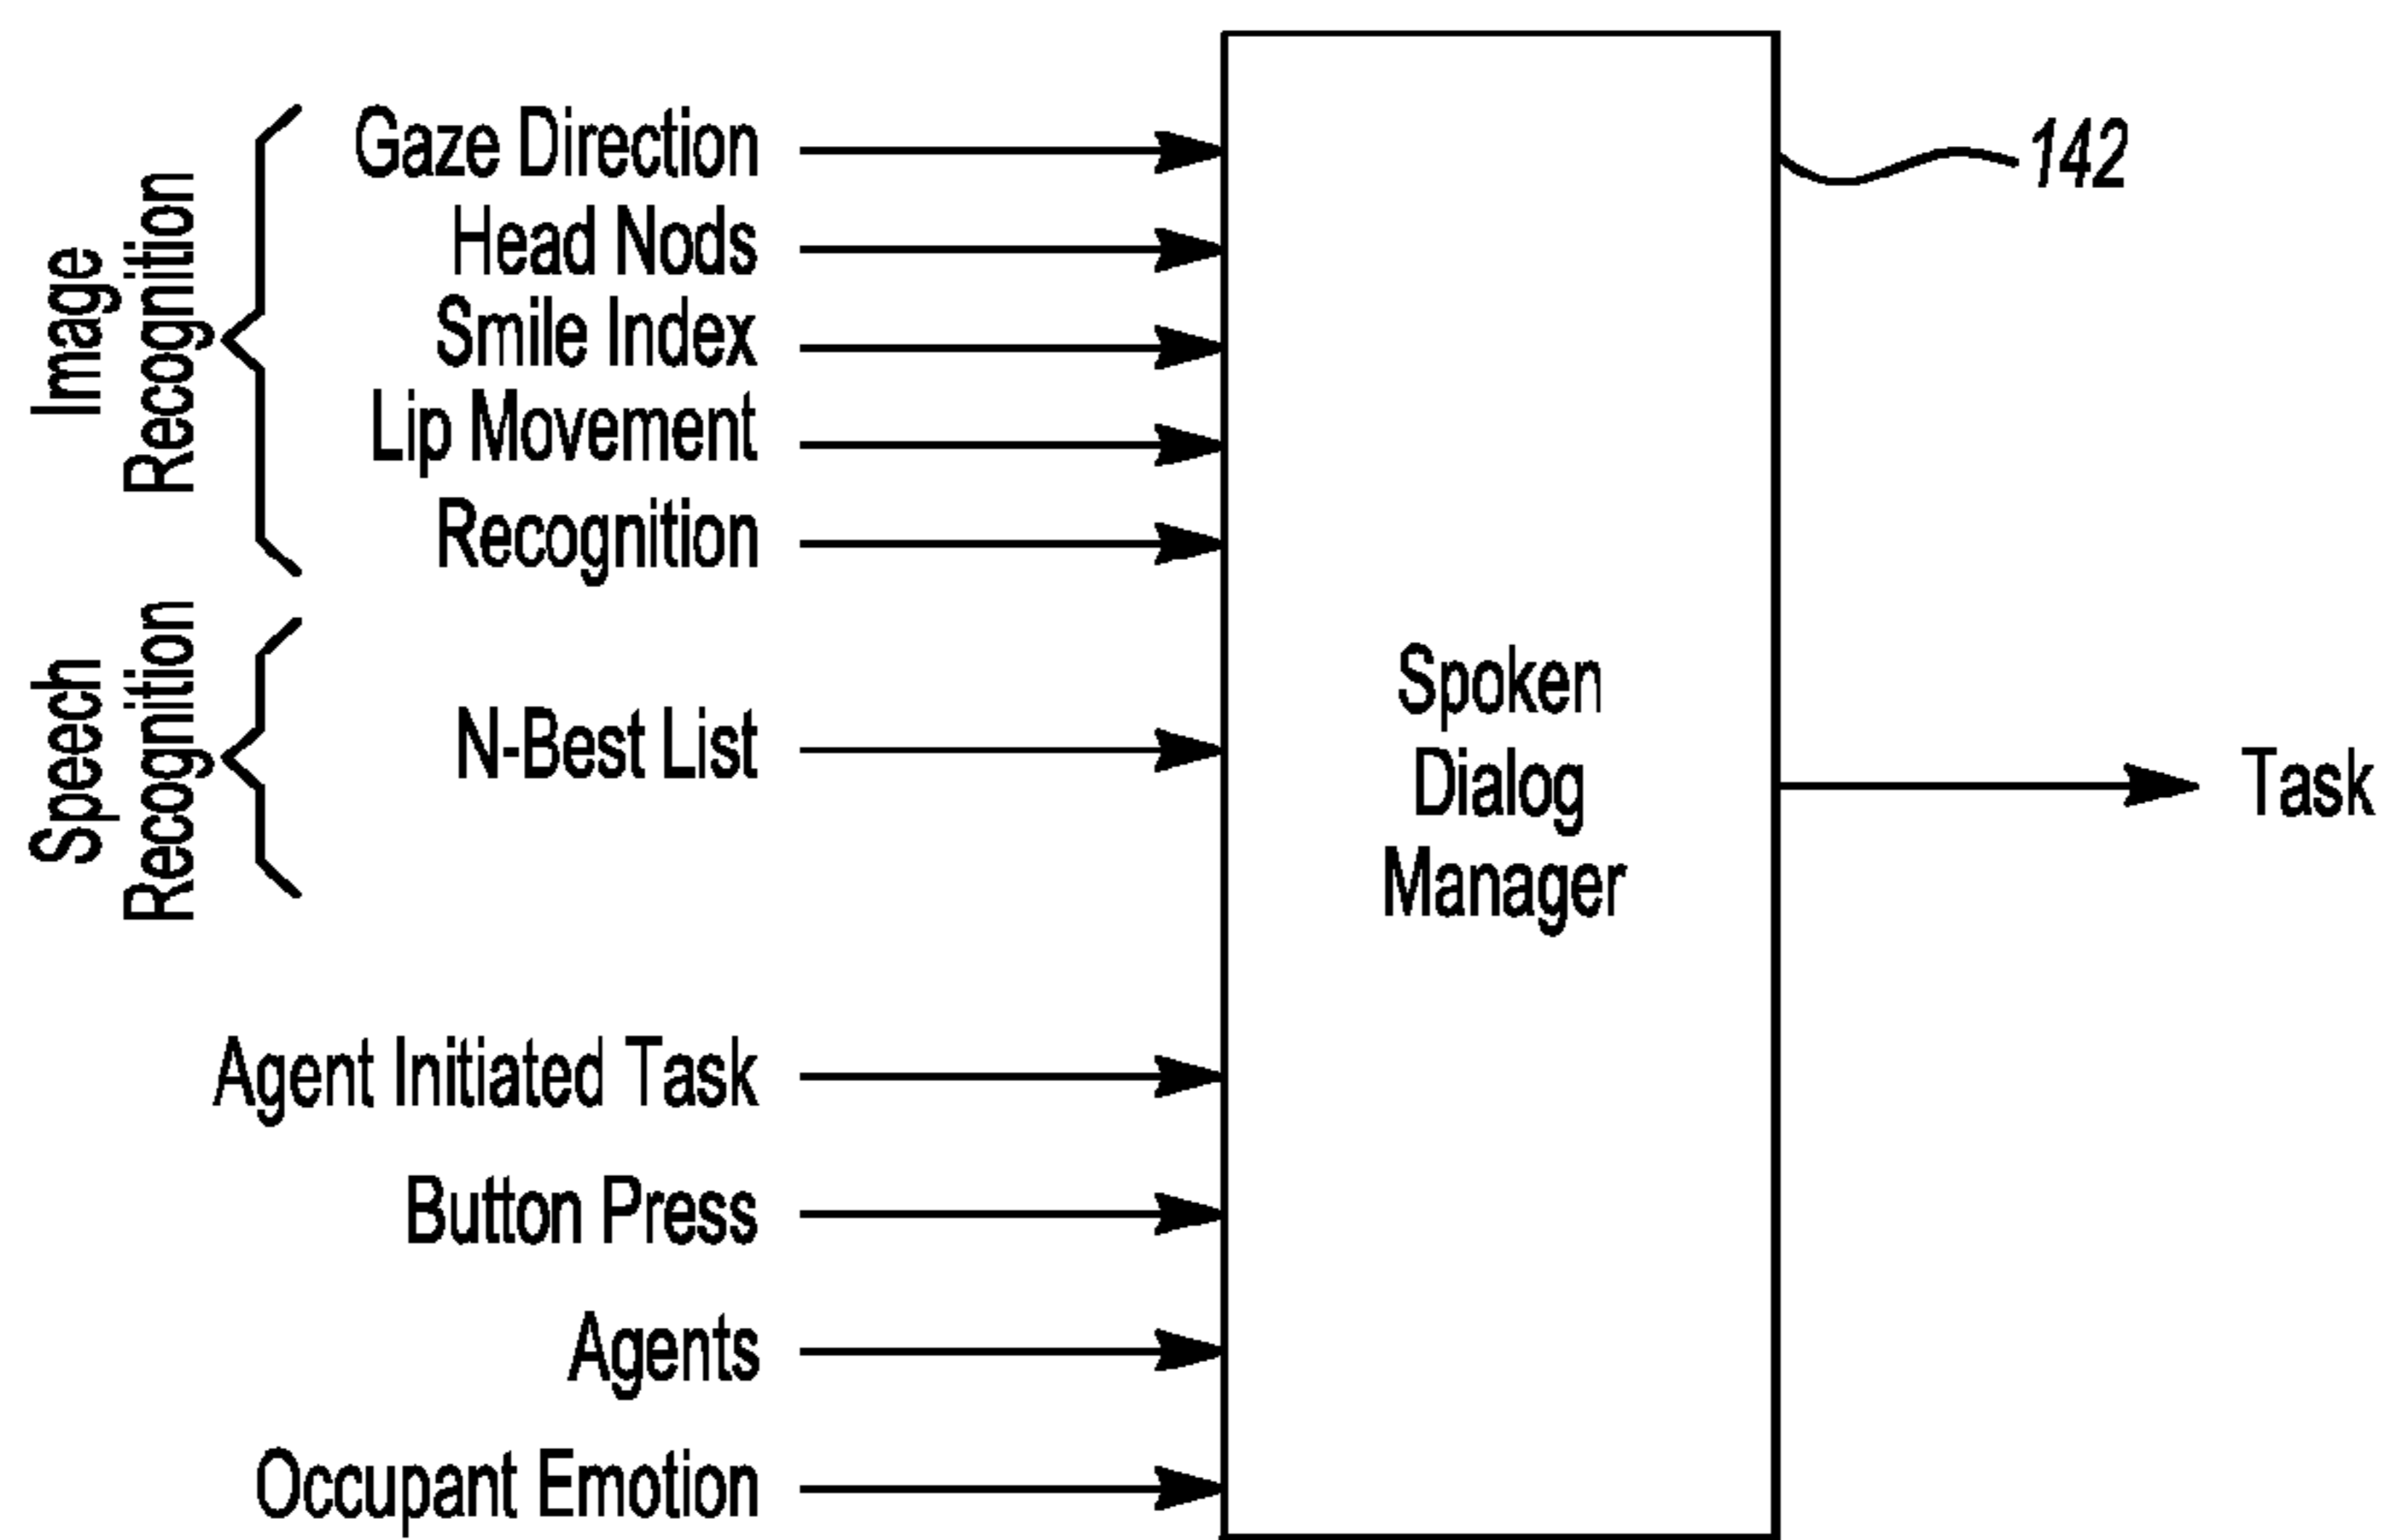 Image
Recognition
Gaze Direction
Head Nods
Smile Index
Lip Movement
Recognition
Speech
Recognition
N-Best List
Agent Initiated Task
Button Press
Agents
Occupant Emotion
Spoken
Dialog
Manager
142
Task